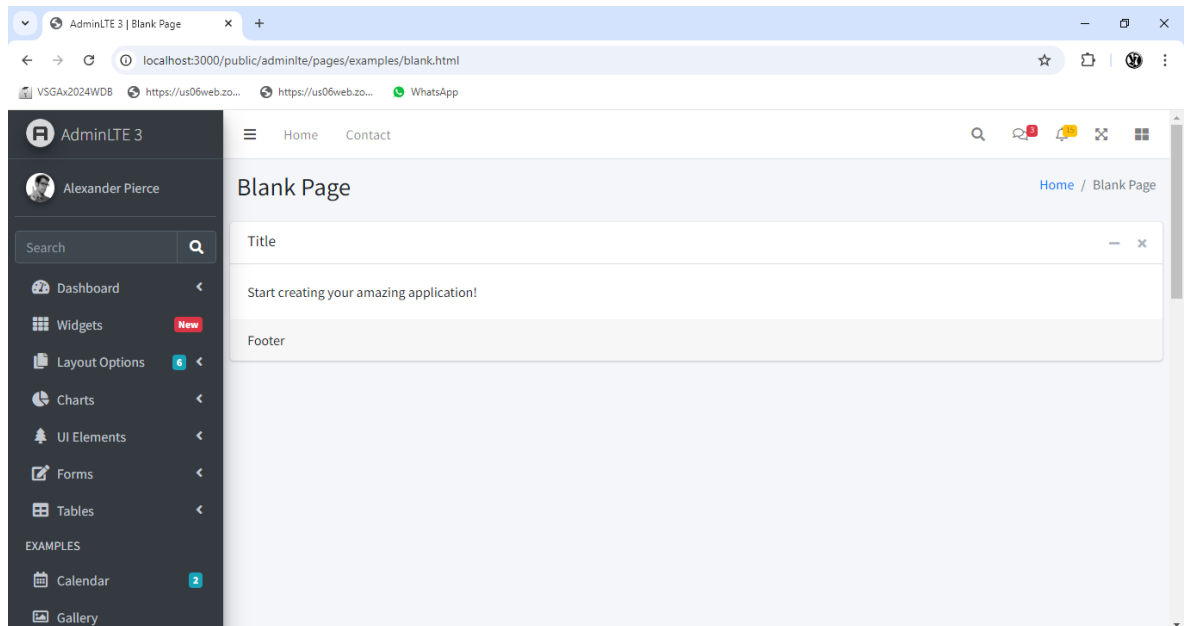 AdminLTE 3 | Blank Page
localhost:3000/public/adminlte/pages/examples/blank.html
VSGAx2024WDB https://us06web.zo... https://us06web.zo... WhatsApp
AdminLTE 3
Home Contact
3
15
Alexander Pierce
Blank Page
Home / Blank Page
Search
Title
Dashboard
Start creating your amazing application!
Widgets New
Footer
Layout Options 6
Charts
UI Elements
Forms
Tables
EXAMPLES
Calendar 2
Gallery